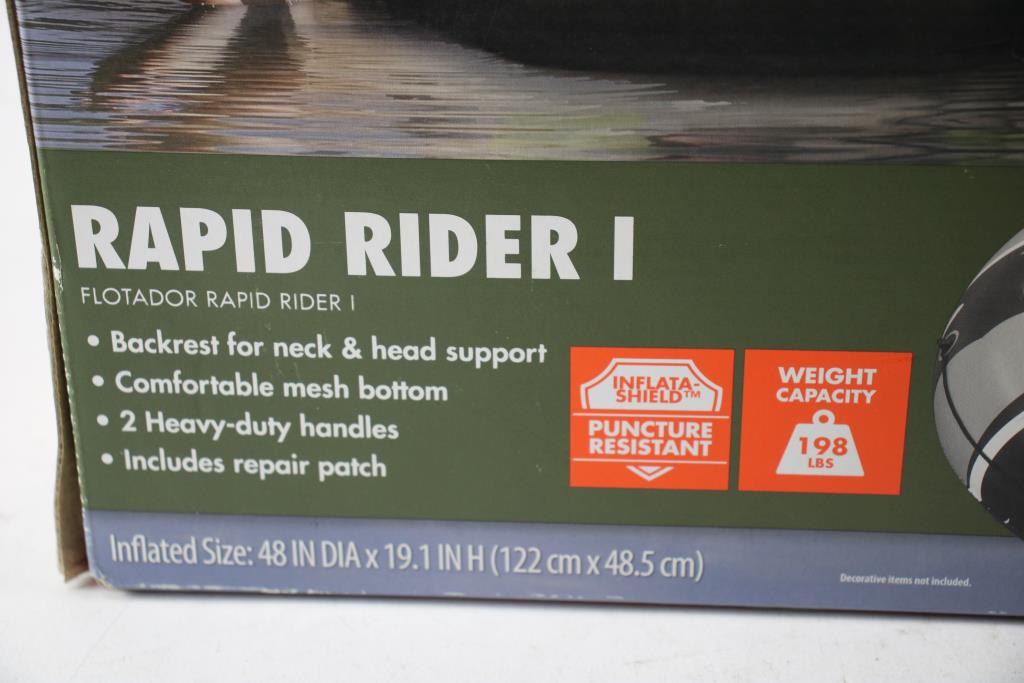 RAPID RIDER I
FLOTADOR RAPID RIDER I
• Backrest for neck & head support
• Comfortable mesh bottom
• 2 Heavy-duty handles
• Includes repair patch
INFLATA-
SHIELD™
PUNCTURE
RESISTANT
WEIGHT
CAPACITY
198
LBS
Inflated Size: 48 IN DIA x 19.1 IN H (122 cm x 48.5 cm)
Decorative items not included.